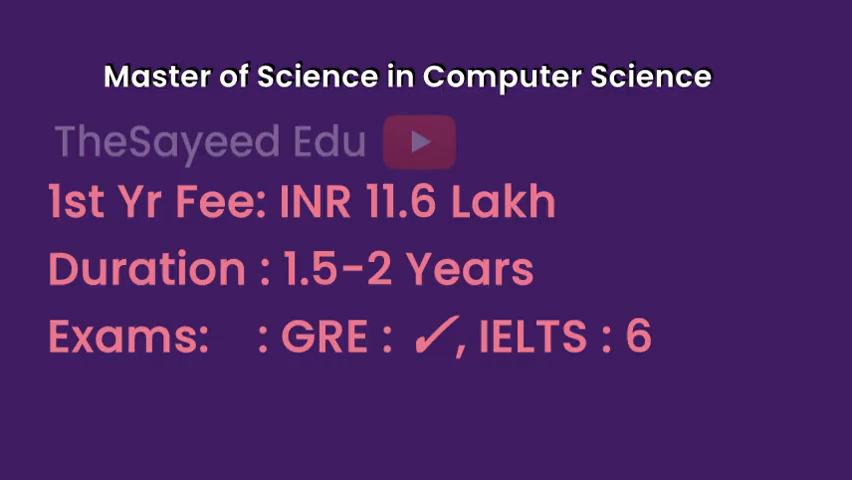 Master of Science in Computer Science
TheSayeed Edu
1st Yr Fee: INR 11.6 Lakh
Duration : 1.5-2 Years
Exams: : GRE : ✓, IELTS : 6